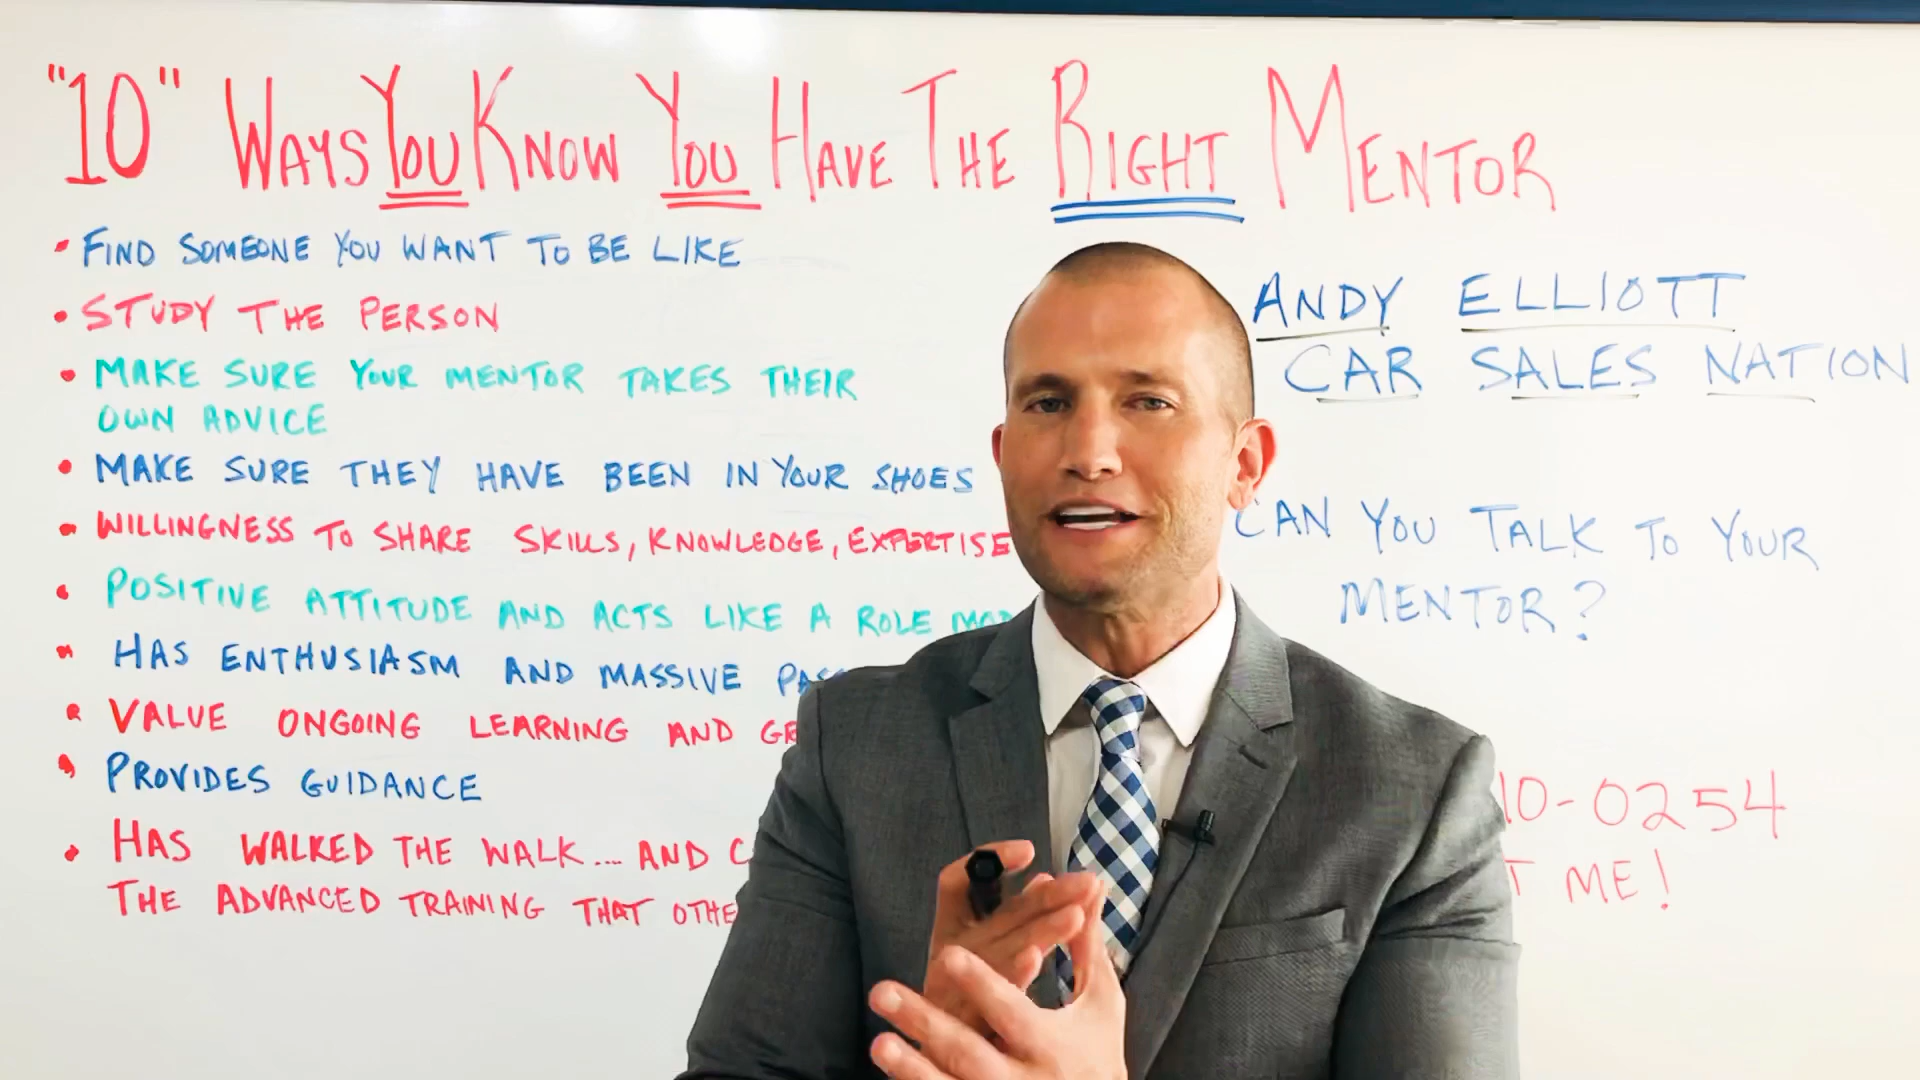 "10" WAYS YOU KNOW YOU HAVE THE RIGHT MENTOR
• FIND SOMEONE YOU WANT TO BE LIKE
• STUDY THE PERSON
• MAKE SURE YOUR MENTOR TAKES THEIR
OWN ADVICE
• MAKE SURE THEY HAVE BEEN IN YOUR SHOES
• WILLINGNESS TO SHARE SKILLS, KNOWLEDGE, EXPERTISE
• POSITIVE ATTITUDE AND ACTS LIKE A ROLE
• HAS ENTHUSIASM AND MASSIVE
• VALUE ONGOING LEARNING AND
• PROVIDES GUIDANCE
• HAS WALKED THE WALK... AND
THE ADVANCED TRAINING THAT
ANDY ELLIOTT
CAR SALES NATION
CAN YOU TALK TO YOUR
MENTOR?
10-0254
ME!